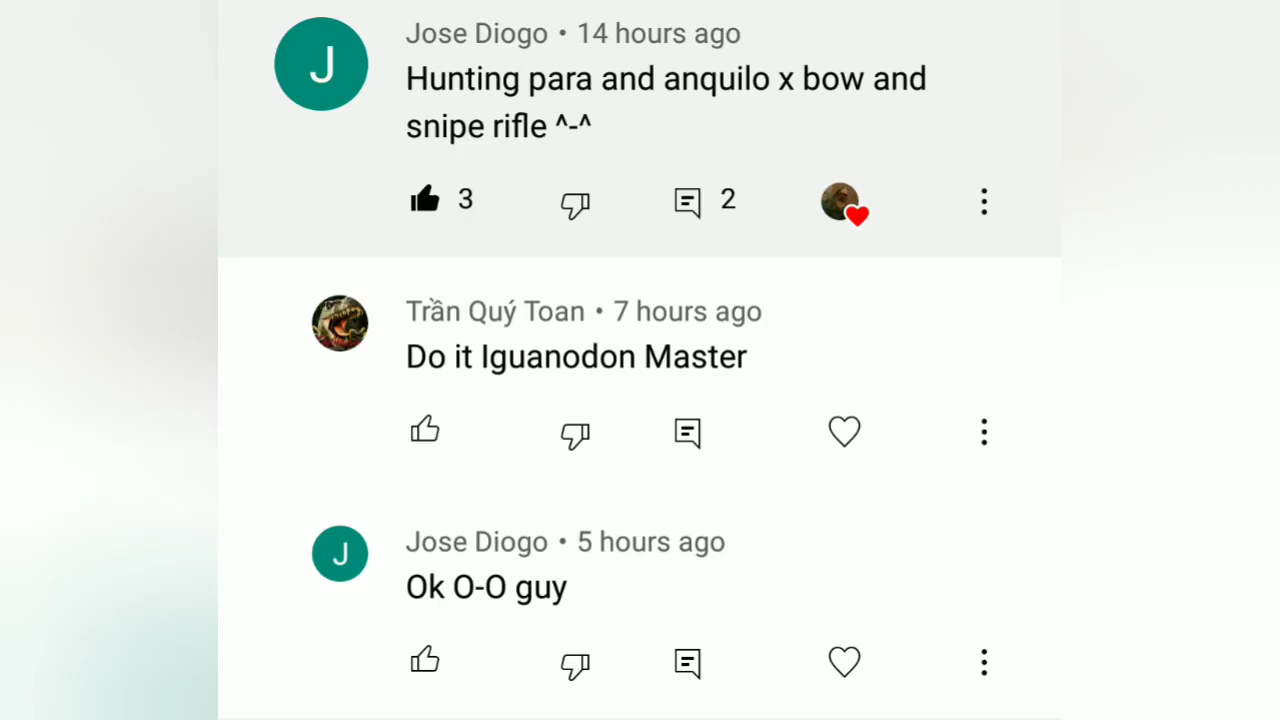 J
Jose Diogo • 14 hours ago
Hunting para and anquilo x bow and
snipe rifle ^-^
3
2
Trần Quý Toan • 7 hours ago
Do it Iguanodon Master
J
Jose Diogo • 5 hours ago
Ok O-O guy